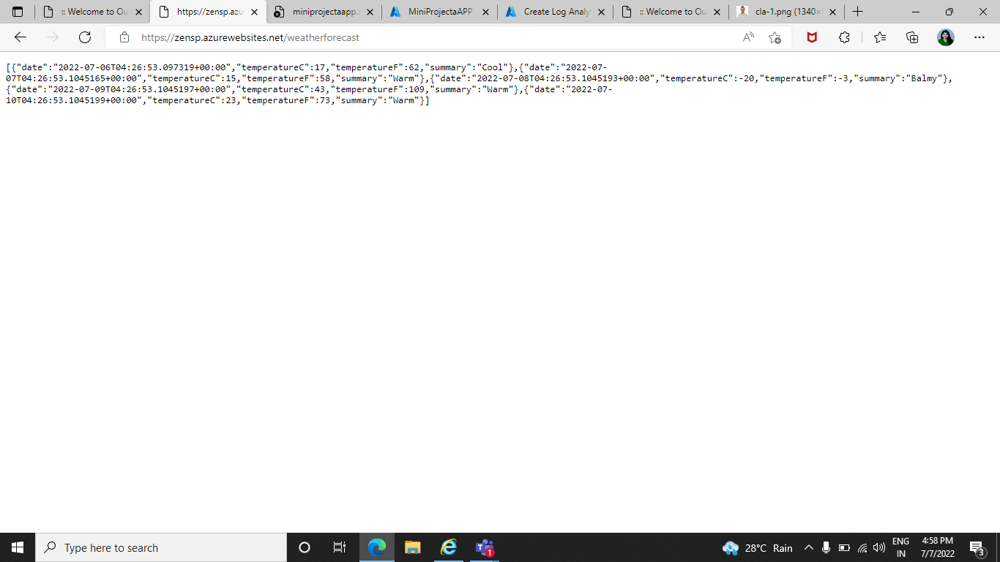 :: Welcome to Ou
https://zensp.azu
miniprojectaapp.
MiniProjectaAPP
Create Log Analy
:: Welcome to Ou
cla-1.png (1340×
https://zensp.azurewebsites.net/weatherforecast
[{"date":"2022-07-06T04:26:53.097319+00:00","temperatureC":17,"temperatureF":62,"summary":"Cool"},{"date":"2022-07-
07T04:26:53.1045165+00:00","temperatureC":15,"temperatureF":58,"summary":"Warm"},{"date":"2022-07-08T04:26:53.1045193+00:00","temperatureC":-20,"temperatureF":-3,"summary":"Balmy"},
{"date":"2022-07-09T04:26:53.1045197+00:00","temperatureC":43,"temperatureF":109,"summary":"Warm"},{"date":"2022-07-
10T04:26:53.1045199+00:00","temperatureC":23,"temperatureF":73,"summary":"Warm"}]
Type here to search
1
28°C Rain
ENG
IN
4:58 PM
7/7/2022
3